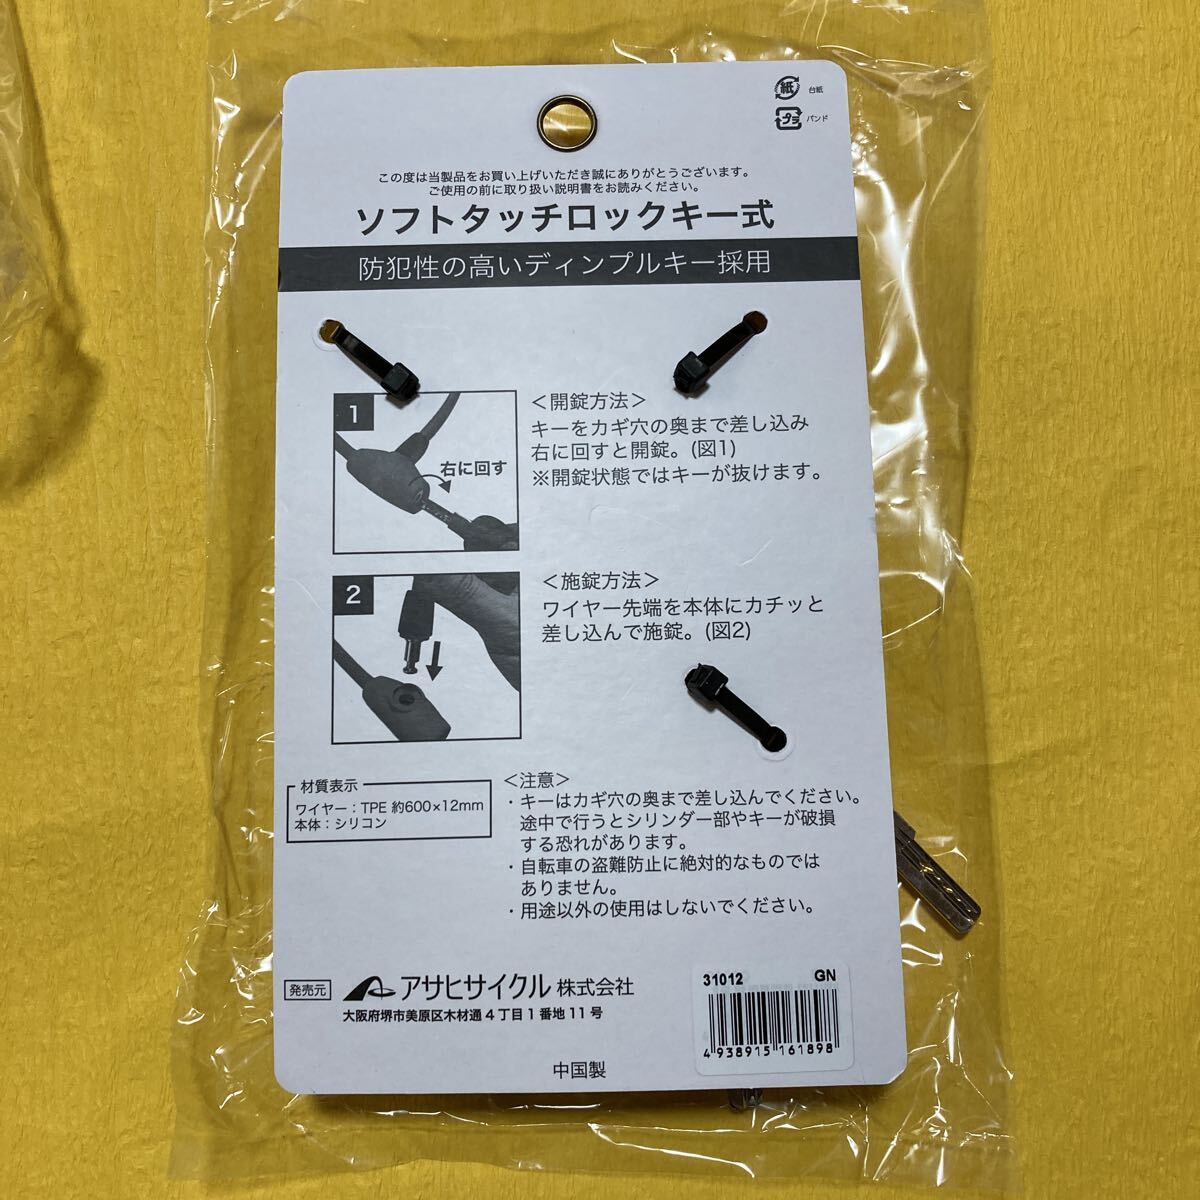 紙 台紙
プラ バンド
この度は当製品をお買い上げいただき誠にありがとうございます。
ご使用の前に取り扱い説明書をお読みください。
ソフトタッチロックキー式
防犯性の高いディンプルキー採用
1
右に回す
＜開錠方法＞
キーをカギ穴の奥まで差し込み
右に回すと開錠。(図1)
※開錠状態ではキーが抜けます。
2
＜施錠方法＞
ワイヤー先端を本体にカチッと
差し込んで施錠。(図2)
材質表示
ワイヤー：TPE 約600×12mm
本体：シリコン
＜注意＞
・キーはカギ穴の奥まで差し込んでください。
途中で行うとシリンダー部やキーが破損
する恐れがあります。
・自転車の盗難防止に絶対的なものでは
ありません。
・用途以外の使用はしないでください。
発売元 アサヒサイクル 株式会社
大阪府堺市美原区木材通4丁目1番地11号
中国製
31012 GN
4 938915 161898